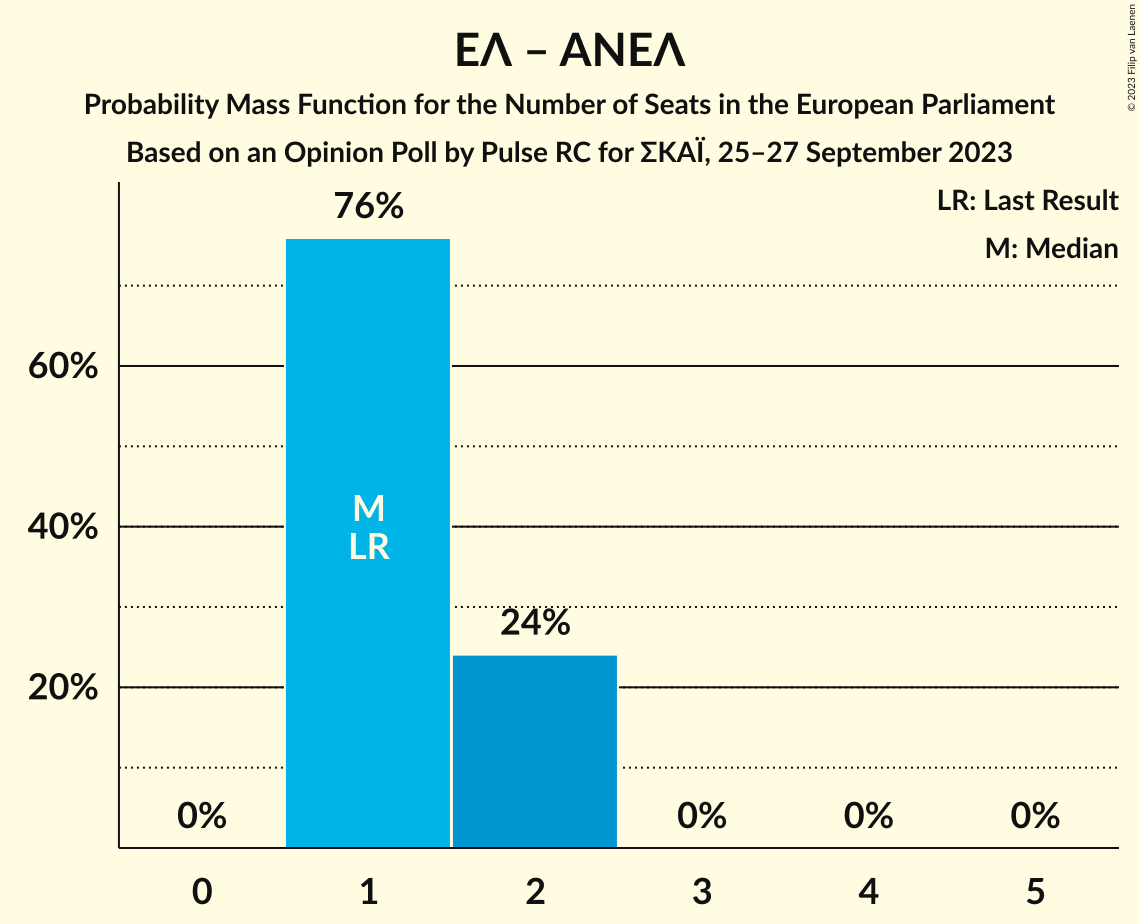 ΕΛ – ΑΝΕΛ
Probability Mass Function for the Number of Seats in the European Parliament
Based on an Opinion Poll by Pulse RC for ΣΚΑΪ, 25–27 September 2023
© 2023 Filip van Laenen
LR: Last Result
M: Median
76%
60%
40%
20%
M
LR
24%
0%
0%
0%
0%
0
1
2
3
4
5